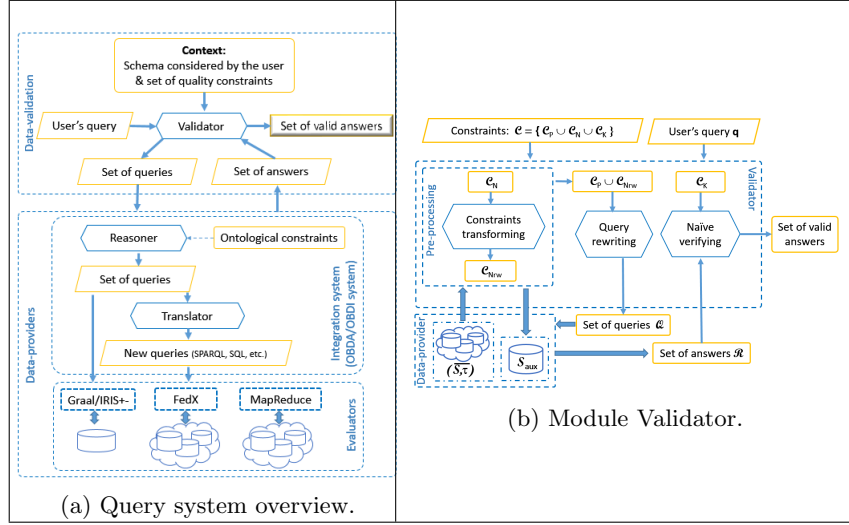 Context:
Schema considered by the user
& set of quality constraints
User's query
Validator
Set of valid answers
Set of queries
Set of answers
Data-validation
Reasoner
Ontological constraints
Set of queries
Translator
New queries (SPARQL, SQL, etc.)
Integration system
(OBDA/OBDI system)
Data-providers
Graal/IRIS+-
FedX
MapReduce
Evaluators
(a) Query system overview.
Constraints: 𝒞 = { 𝒞P ∪ 𝒞N ∪ 𝒞K }
User's query q
Validator
Pre-processing
𝒞N
𝒞P ∪ 𝒞Nrw
𝒞K
Constraints
transforming
Query
rewriting
Naïve
verifying
Set of valid
answers
𝒞Nrw
Set of queries 𝒬
Data-provider
(S,τ)
Saux
Set of answers ℛ
(b) Module Validator.